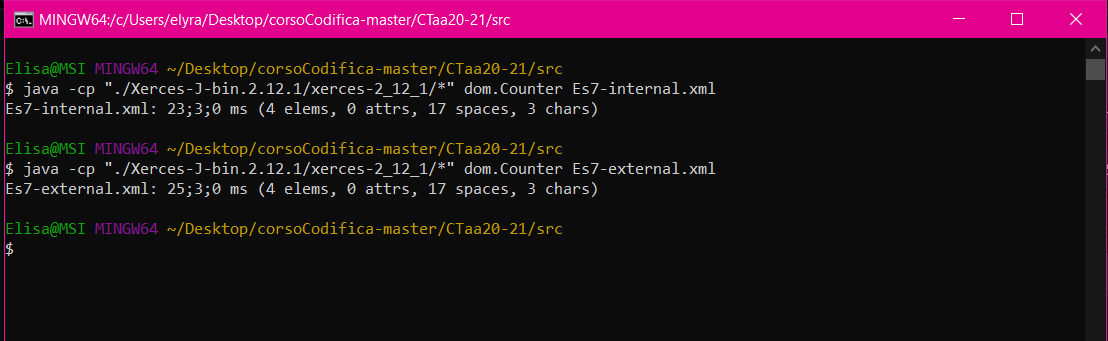 MINGW64:/c/Users/elyra/Desktop/corsoCodifica-master/CTaa20-21/src
Elisa@MSI MINGW64 ~/Desktop/corsoCodifica-master/CTaa20-21/src
$ java -cp "./Xerces-J-bin.2.12.1/xerces-2_12_1/*" dom.Counter Es7-internal.xml
Es7-internal.xml: 23;3;0 ms (4 elems, 0 attrs, 17 spaces, 3 chars)
Elisa@MSI MINGW64 ~/Desktop/corsoCodifica-master/CTaa20-21/src
$ java -cp "./Xerces-J-bin.2.12.1/xerces-2_12_1/*" dom.Counter Es7-external.xml
Es7-external.xml: 25;3;0 ms (4 elems, 0 attrs, 17 spaces, 3 chars)
Elisa@MSI MINGW64 ~/Desktop/corsoCodifica-master/CTaa20-21/src
$